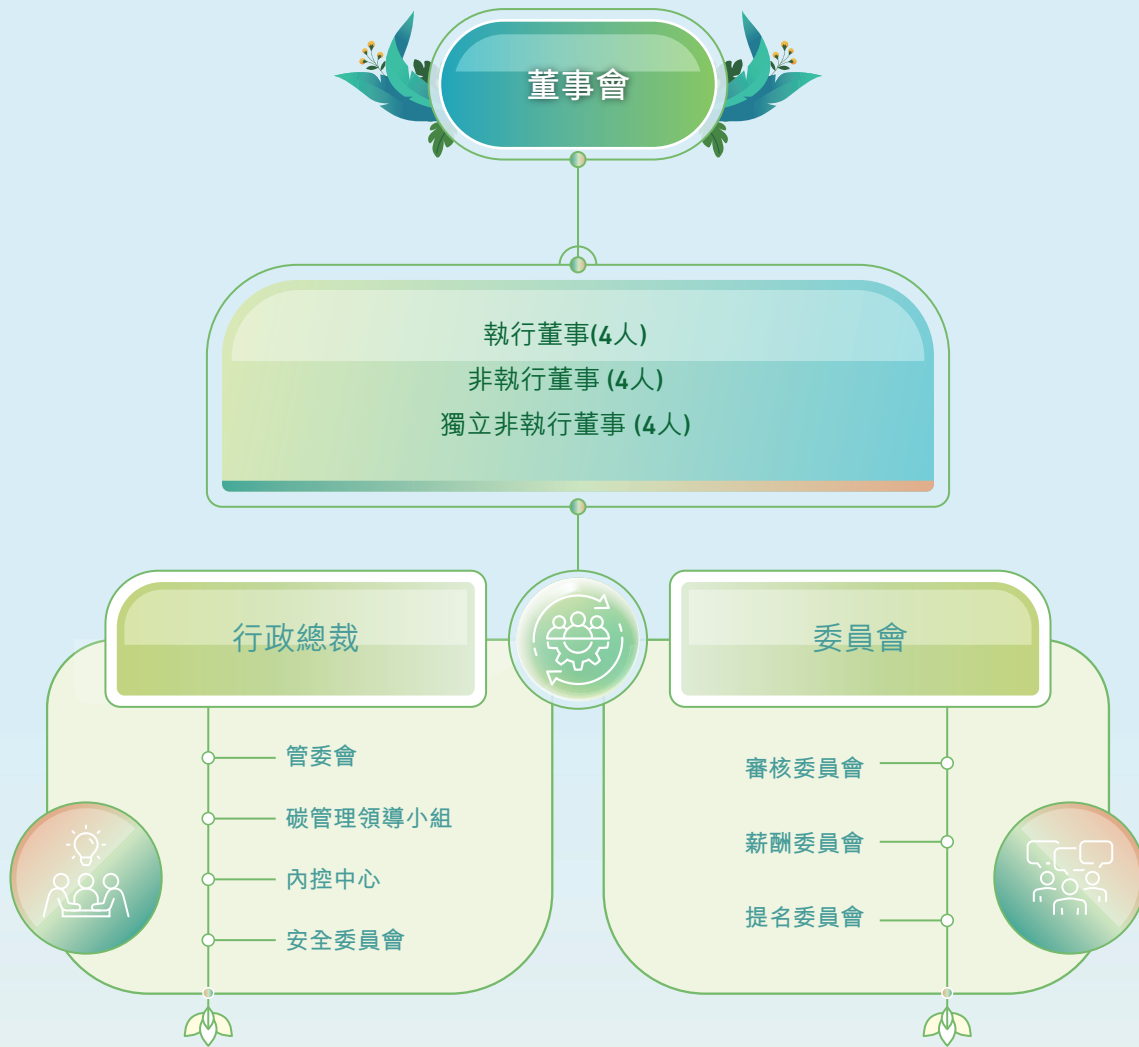 董事會
執行董事(4人)
非執行董事 (4人)
獨立非執行董事 (4人)
行政總裁
管委會
碳管理領導小組
內控中心
安全委員會
委員會
審核委員會
薪酬委員會
提名委員會